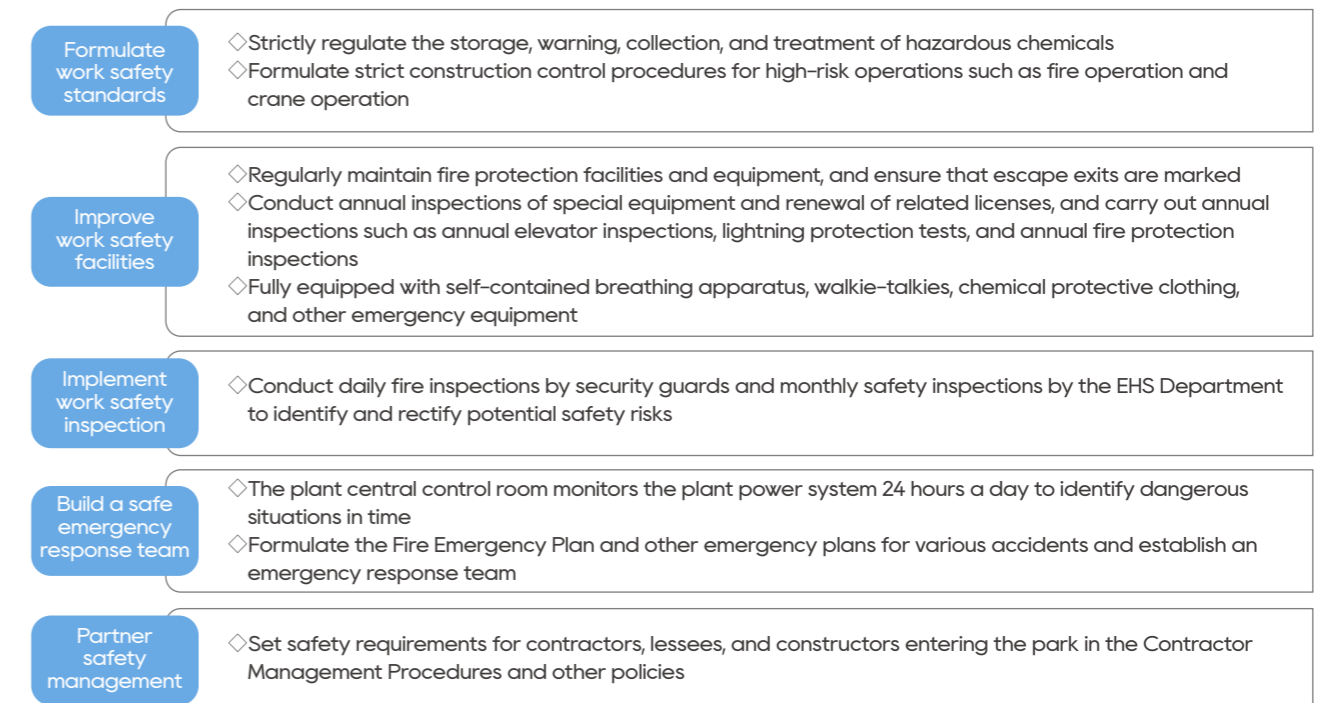 Formulate
work safety
standards
◇Strictly regulate the storage, warning, collection, and treatment of hazardous chemicals
◇Formulate strict construction control procedures for high-risk operations such as fire operation and
crane operation
Improve
work safety
facilities
◇Regularly maintain fire protection facilities and equipment, and ensure that escape exits are marked
◇Conduct annual inspections of special equipment and renewal of related licenses, and carry out annual
inspections such as annual elevator inspections, lightning protection tests, and annual fire protection
inspections
◇Fully equipped with self-contained breathing apparatus, walkie-talkies, chemical protective clothing,
and other emergency equipment
Implement
work safety
inspection
◇Conduct daily fire inspections by security guards and monthly safety inspections by the EHS Department
to identify and rectify potential safety risks
Build a safe
emergency
response team
◇The plant central control room monitors the plant power system 24 hours a day to identify dangerous
situations in time
◇Formulate the Fire Emergency Plan and other emergency plans for various accidents and establish an
emergency response team
Partner
safety
management
◇Set safety requirements for contractors, lessees, and constructors entering the park in the Contractor
Management Procedures and other policies